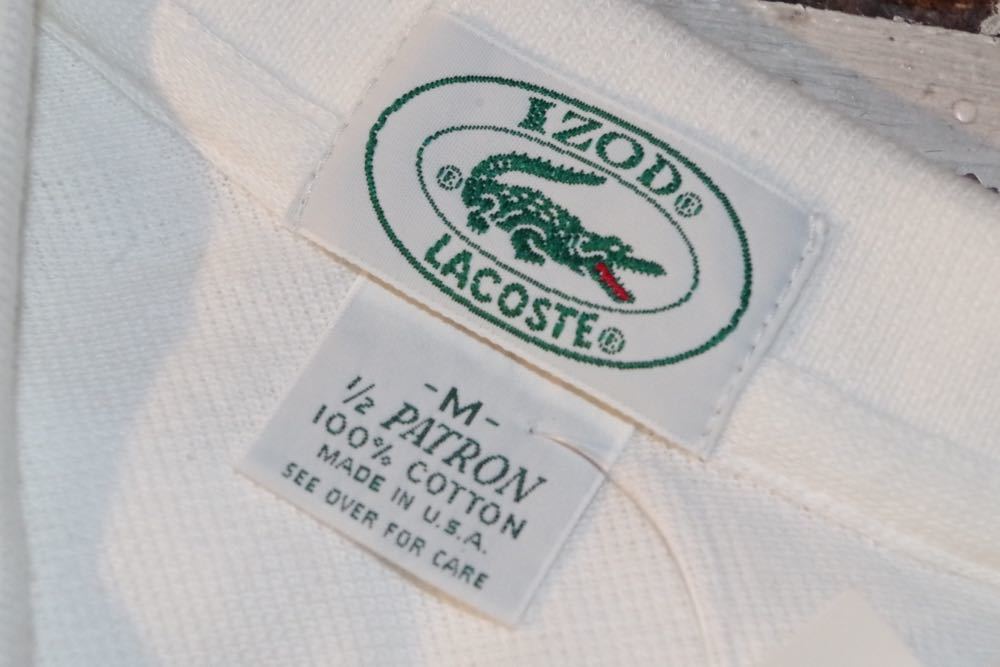 IZOD®
®
LACOSTE®
-M-
1/2 PATRON
100% COTTON
MADE IN U.S.A.
SEE OVER FOR CARE